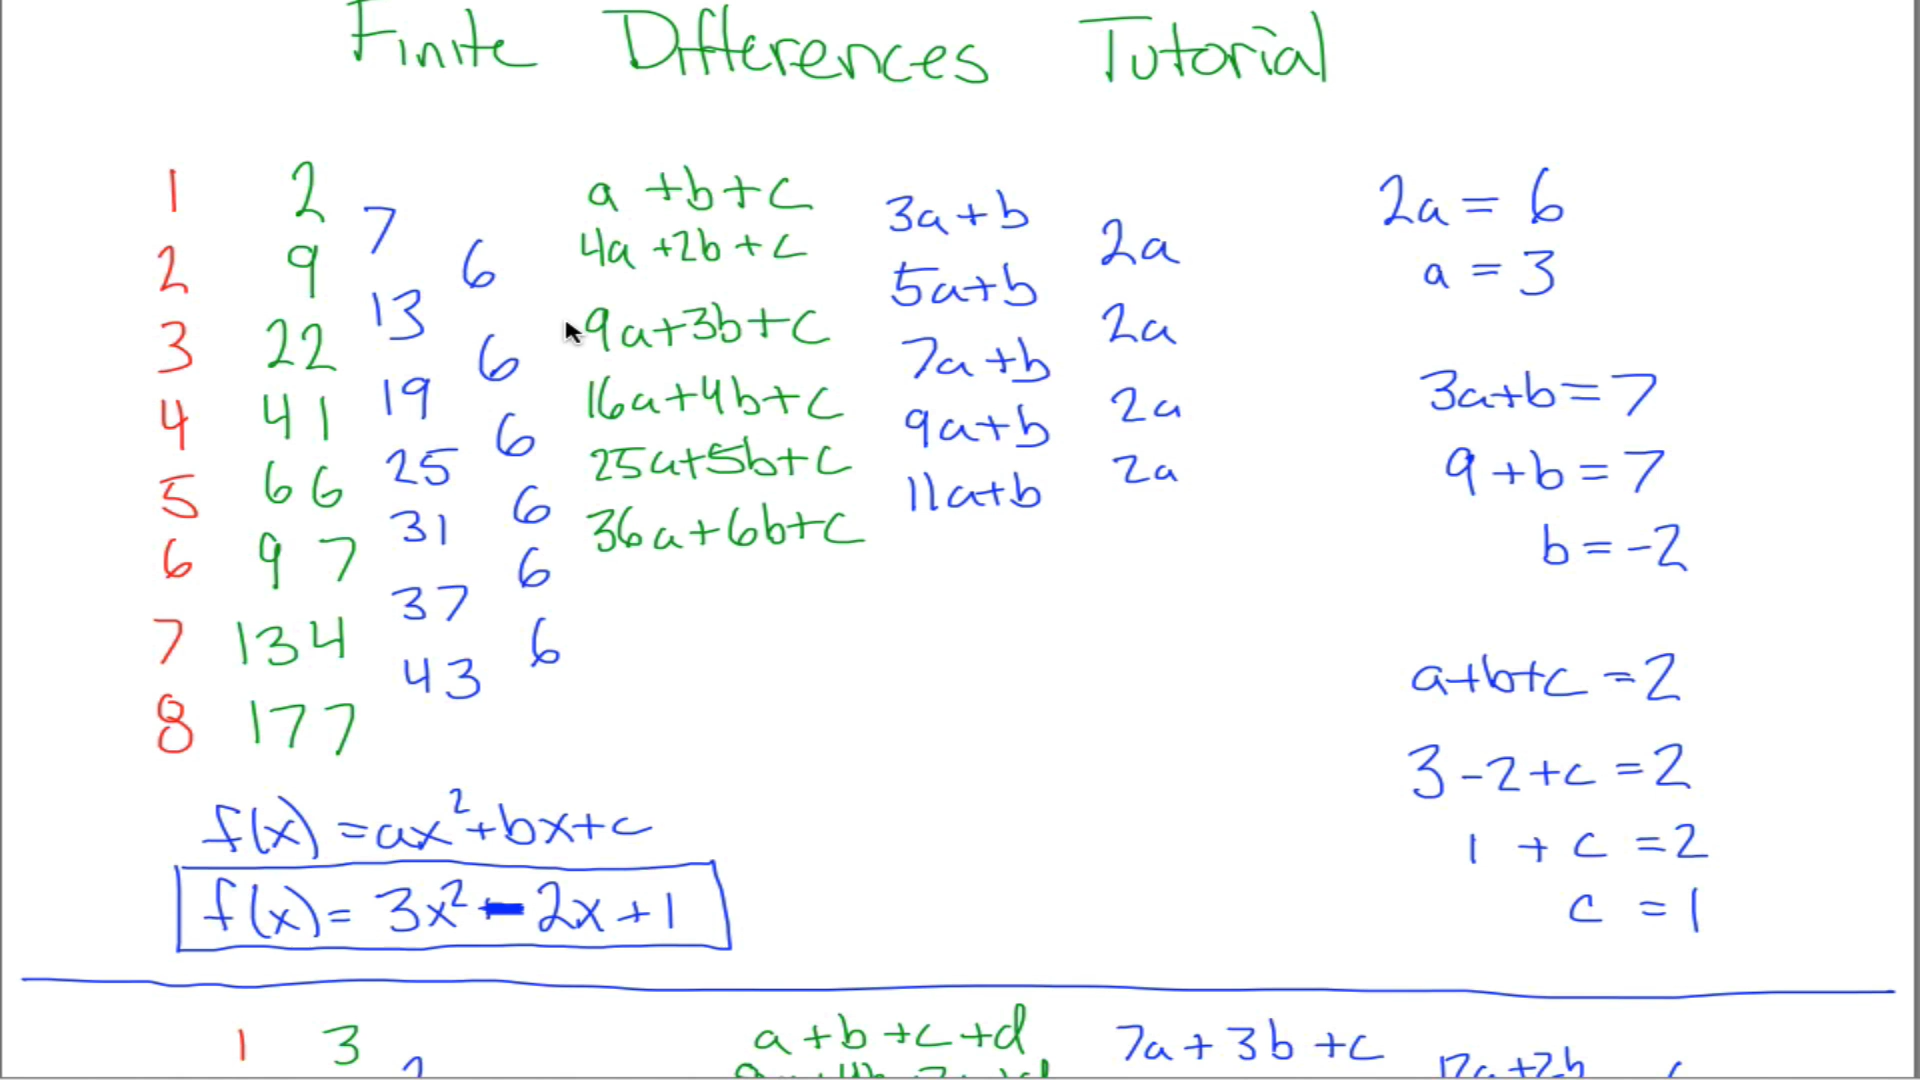 Finite Differences Tutorial
1 2 a +b+c
7 3a+b 2a = 6
2 9 4a +2b +c
6 2a
13 5a+b a = 3
3 22 9a+3b+c
6 7a+b 2a
4 41 19 16a+4b+c 3a+b=7
6 9a+b 2a
5 66 25 25a+5b+c 9+b=7
6 11a+b 2a
6 97 31 36a+6b+c b=-2
6
37
7 134 6
43 a+b+c=2
8 177
3-2+c=2
f(x)=ax²+bx+c 1 + c =2
f(x)= 3x²-2x+1 c =1
1 3 a+b+c+d 7a+3b+c